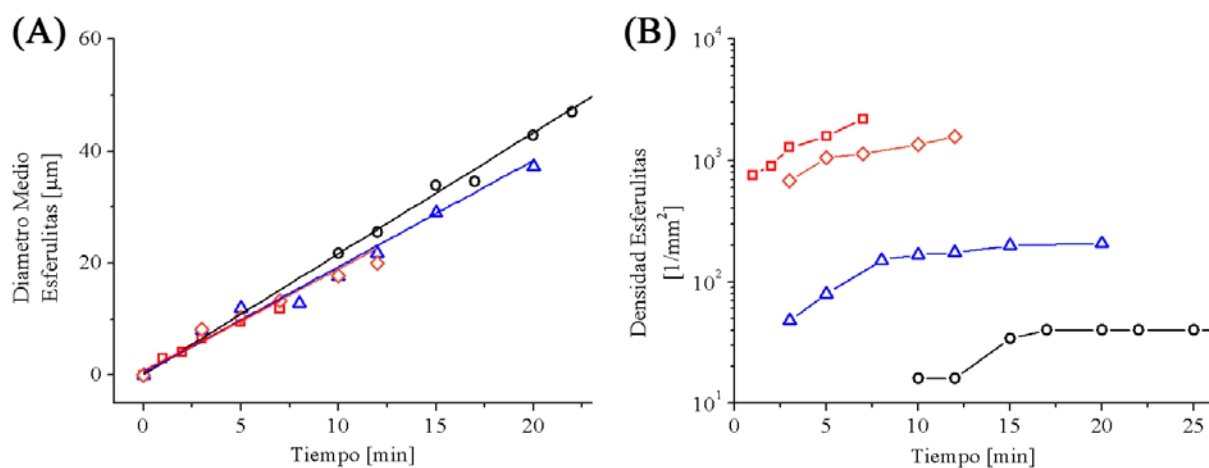 (A)
60
40
20
0
Diametro Medio
Esferulitas [µm]
0 5 10 15 20
Tiempo [min]
(B)
10^4
10^3
10^2
10^1
Densidad Esferulitas
[1/mm^2]
0 5 10 15 20 25
Tiempo [min]